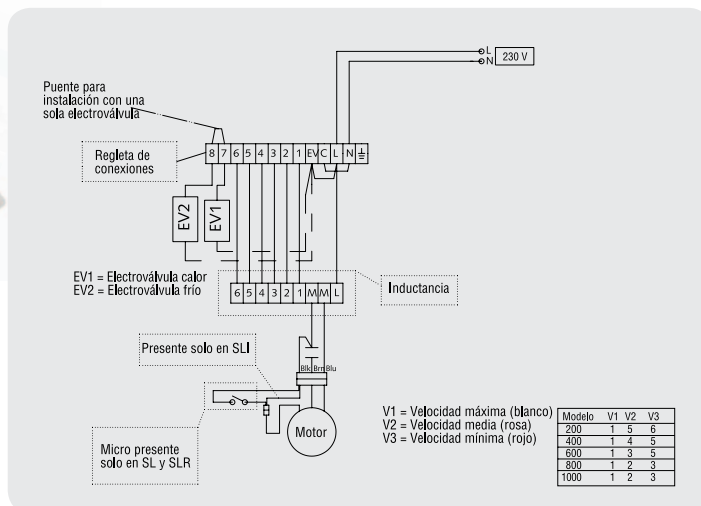 L
N
230 V
Puente para
instalación con una
sola electroválvula
Regleta de
conexiones
8 7 6 5 4 3 2 1 EV C L N
EV2
EV1
EV1 = Electroválvula calor
EV2 = Electroválvula frío
6 5 4 3 2 1 M M L
Inductancia
Presente solo en SLI
Blk Brn Blu
Motor
Micro presente
solo en SL y SLR
V1 = Velocidad máxima (blanco)
V2 = Velocidad media (rosa)
V3 = Velocidad mínima (rojo)
Modelo V1 V2 V3
200 1 5 6
400 1 4 5
600 1 3 5
800 1 2 3
1000 1 2 3